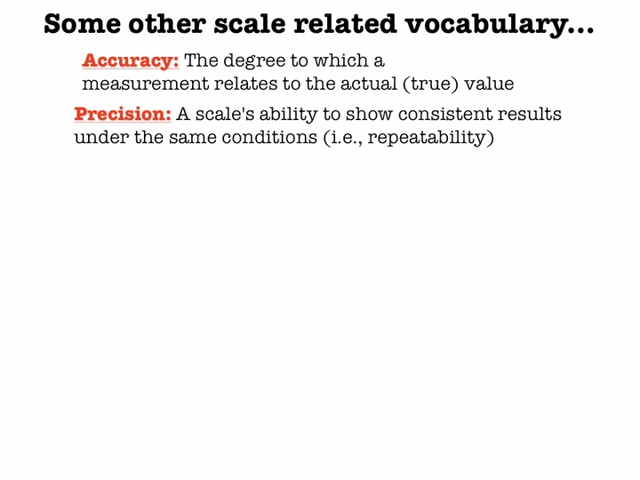 Some other scale related vocabulary...
Accuracy: The degree to which a
measurement relates to the actual (true) value
Precision: A scale's ability to show consistent results
under the same conditions (i.e., repeatability)